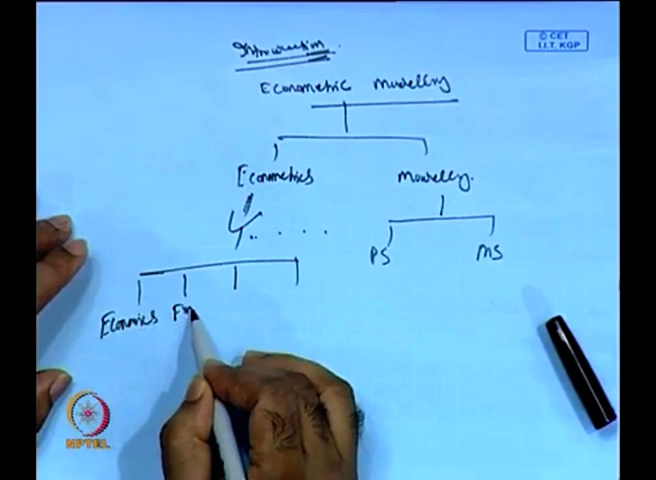 Introduction.
© CET
I.I.T. KGP
Econometric Modelling
Econometrics
Modelling.
PS
MS
Economics
NPTEL